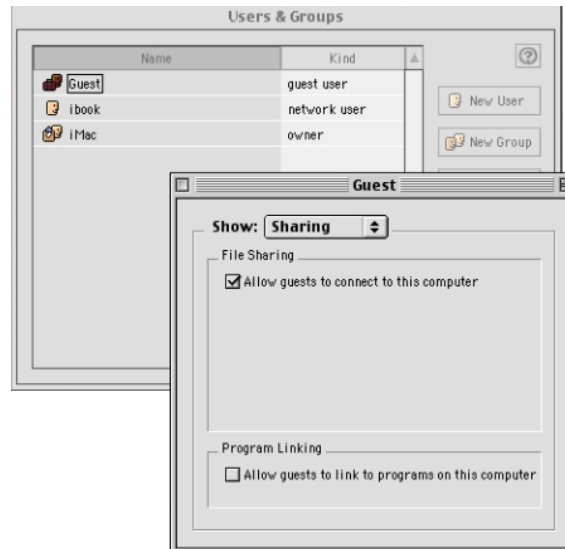 Users & Groups
Name Kind
Guest guest user
ibook network user
iMac owner
New User
New Group
Guest
Show: Sharing
File Sharing
Allow guests to connect to this computer
Program Linking
Allow guests to link to programs on this computer